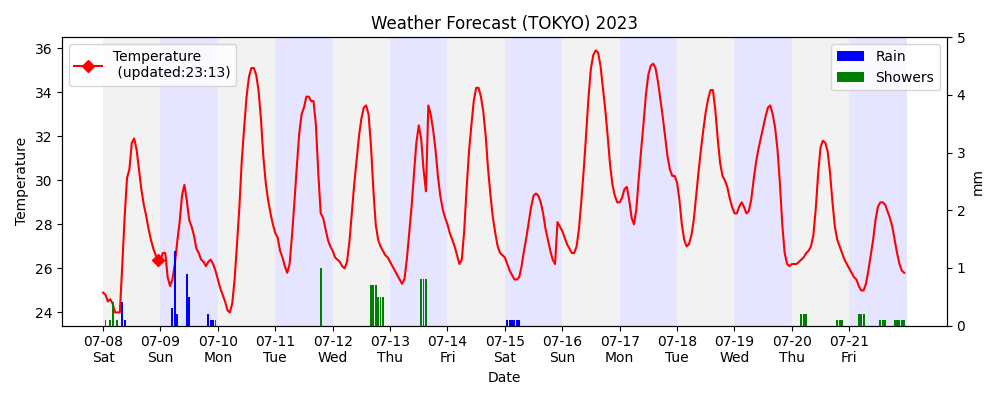 Weather Forecast (TOKYO) 2023
Temperature
(updated:23:13)
Rain
Showers
36
34
32
30
28
26
24
Temperature
5
4
3
2
1
0
mm
07-08 07-09 07-10 07-11 07-12 07-13 07-14 07-15 07-16 07-17 07-18 07-19 07-20 07-21
Sat Sun Mon Tue Wed Thu Fri Sat Sun Mon Tue Wed Thu Fri
Date